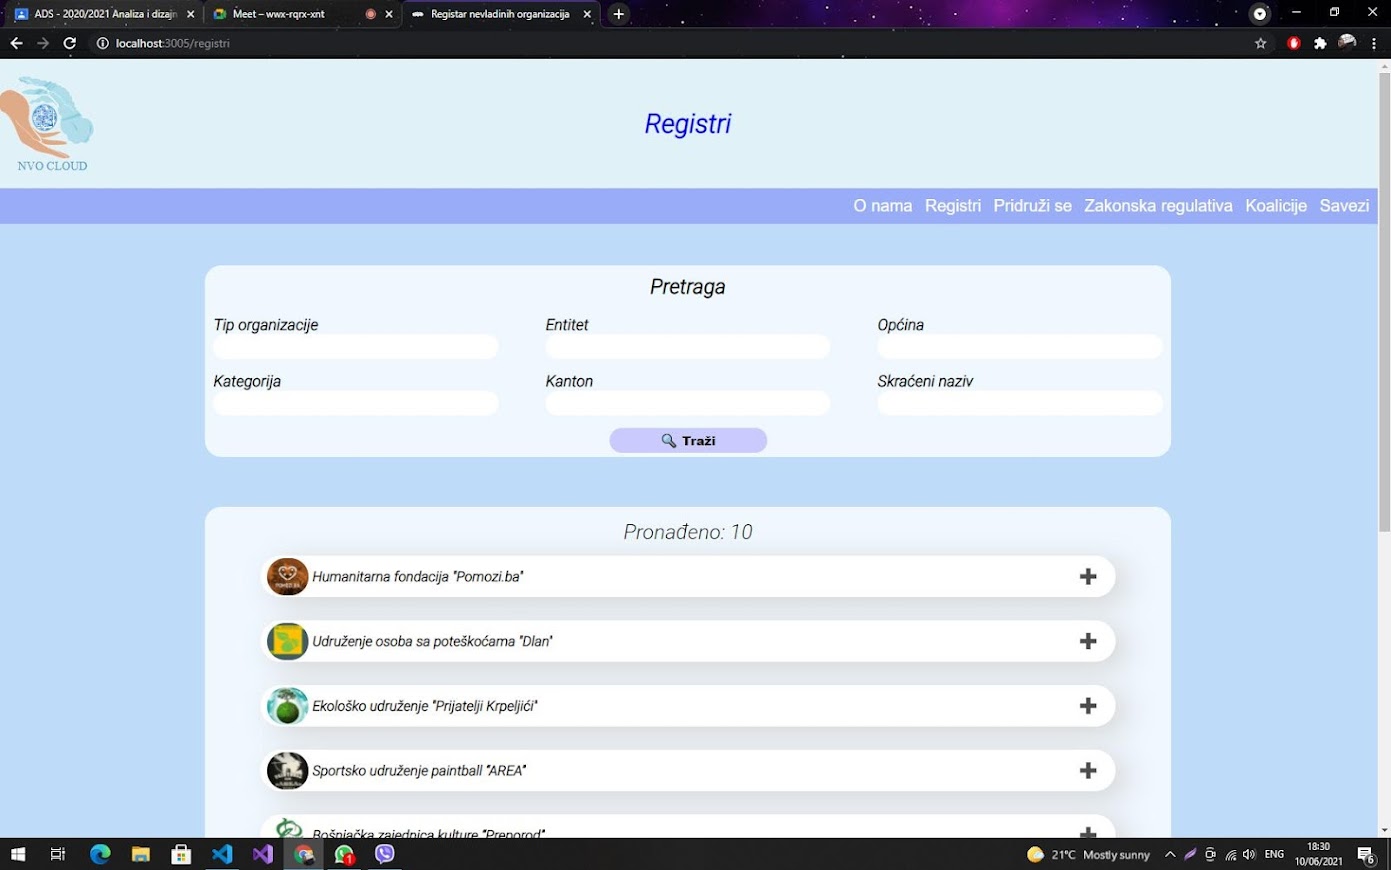 ADS - 2020/2021 Analiza i dizajn
Meet – wwx-rqrx-xnt
Registar nevladinih organizacija
localhost:3005/registri
NVO CLOUD
Registri
O nama Registri Pridruži se Zakonska regulativa Koalicije Savezi
Pretraga
Tip organizacije Entitet Općina
Kategorija Kanton Skraćeni naziv
Traži
Pronađeno: 10
Humanitarna fondacija "Pomozi.ba"
Udruženje osoba sa poteškoćama "Dlan"
Ekološko udruženje "Prijatelji Krpeljići"
Sportsko udruženje paintball "AREA"
Bošnjačka zajednica kulture "Preporod"
21°C Mostly sunny ENG 18:30
10/06/2021
6
1